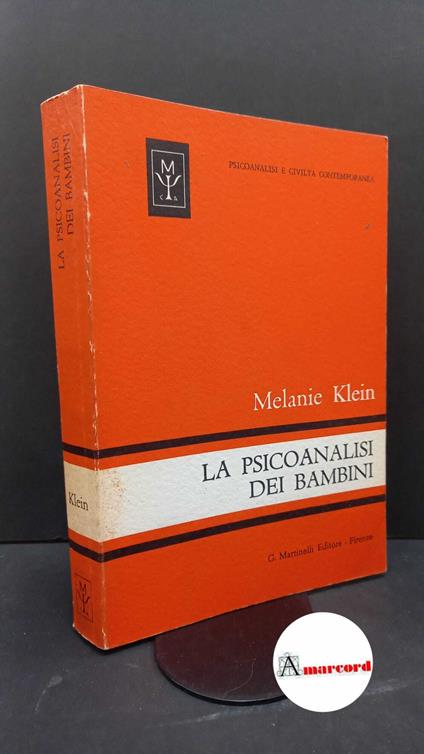 LA PSICOANALISI
DEI BAMBINI
Klein
M
C A
PSICOANALISI E CIVILTÀ CONTEMPORANEA
Melanie Klein
LA PSICOANALISI
DEI BAMBINI
G. Martinelli Editore - Firenze
Amarcord